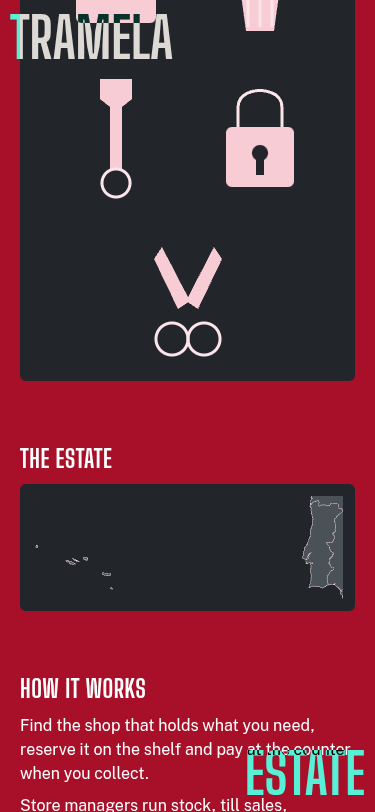 TRAMELA
THE ESTATE
HOW IT WORKS
Find the shop that holds what you need,
reserve it on the shelf and pay at the counter
when you collect.
ESTATE
Store managers run stock, till sales,